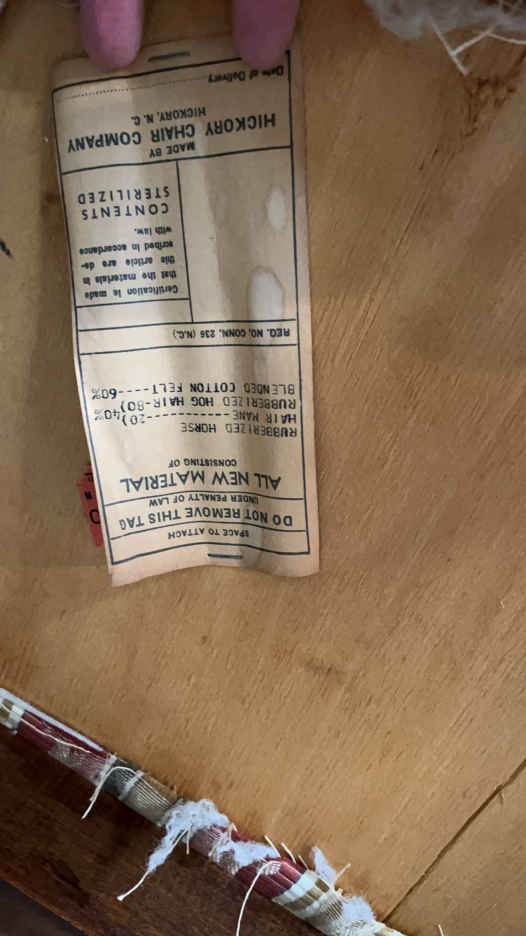 SPACE TO ATTACH
DO NOT REMOVE THIS TAG
UNDER PENALTY OF LAW
ALL NEW MATERIAL
CONSISTING OF
RUBBERIZED HORSE
HAIR MANE-----------20)40%
RUBBERIZED HOG HAIR-80)
BLENDED COTTON FELT----60%
REG. NO. CONN. 236 (N.C.)
Certification is made
that the materials in
this article are de-
scribed in accordance
with law.
CONTENTS
STERILIZED
MADE BY
HICKORY CHAIR COMPANY
HICKORY, N. C.
Date of Delivery